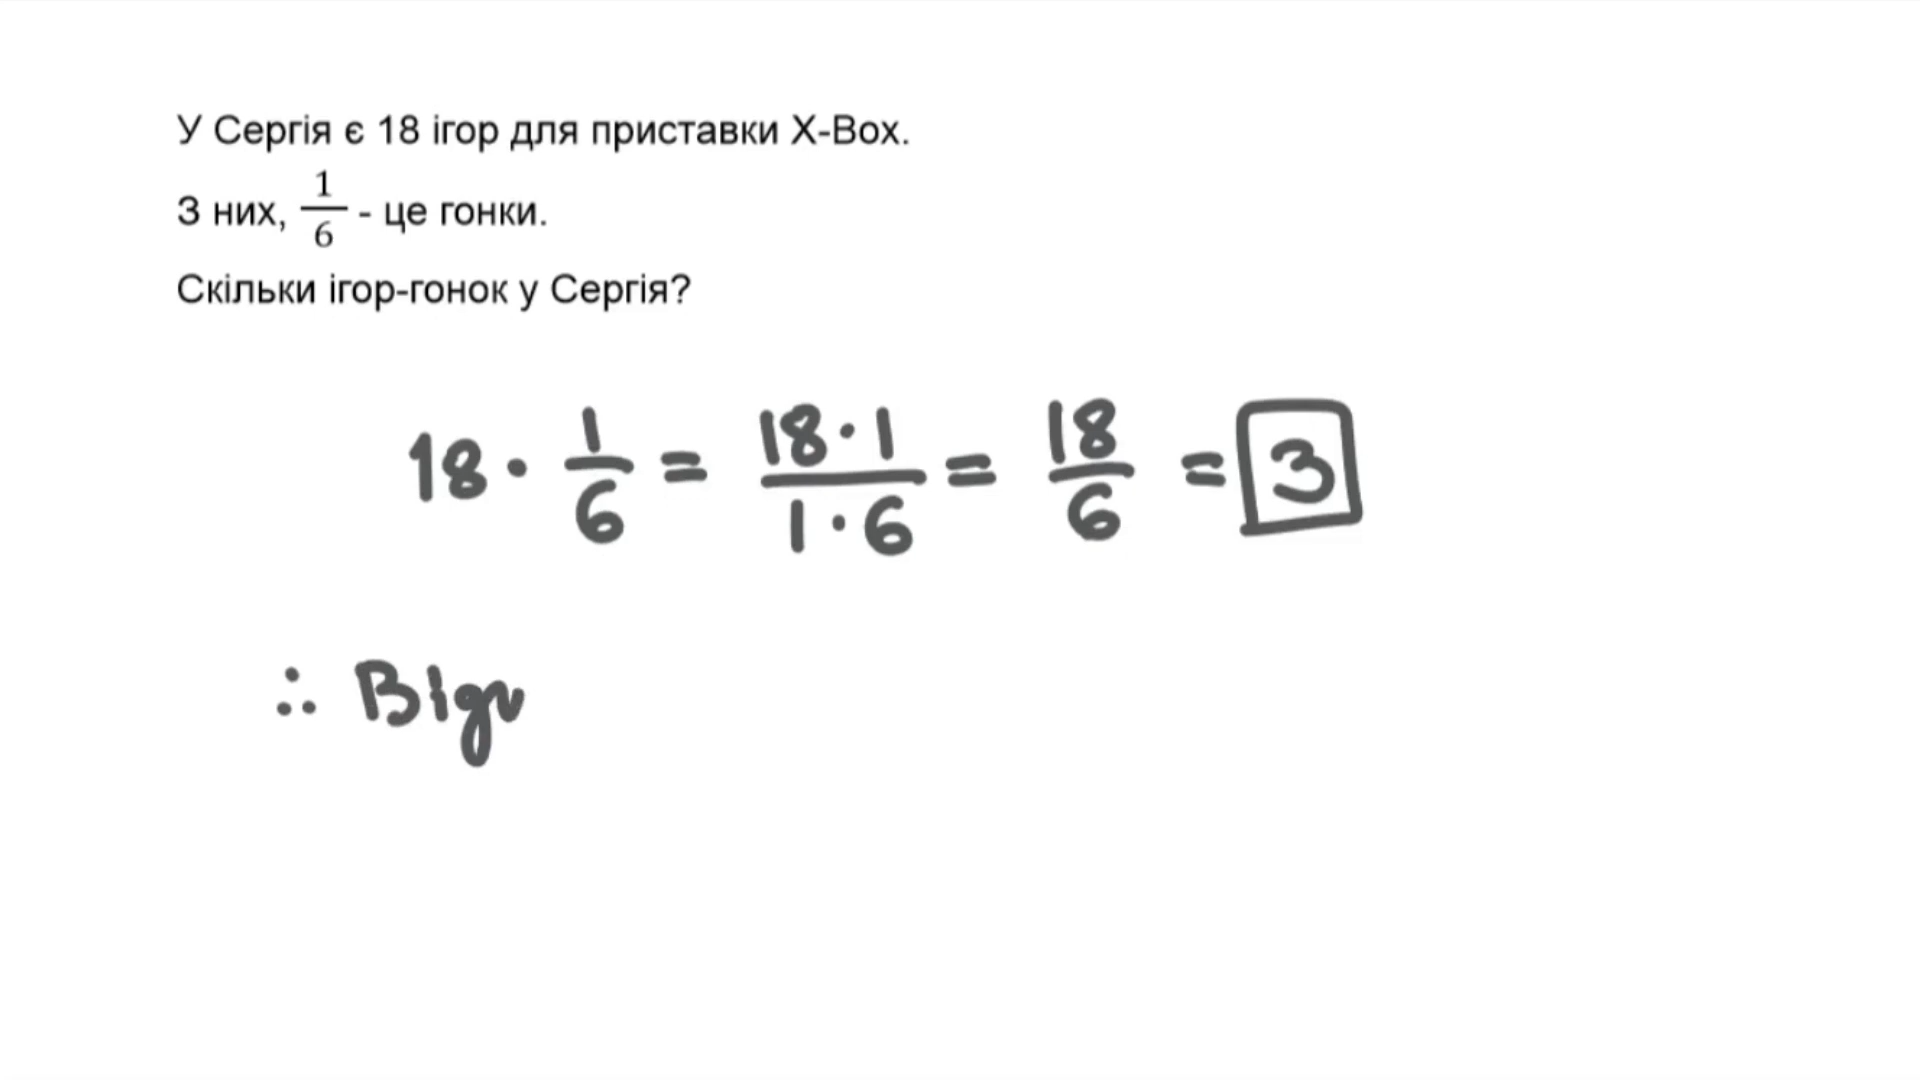 У Сергія є 18 ігор для приставки X-Box.
З них, 1/6 - це гонки.
Скільки ігор-гонок у Сергія?
18 · 1/6 = 18·1/1·6 = 18/6 = 3
∴ Від